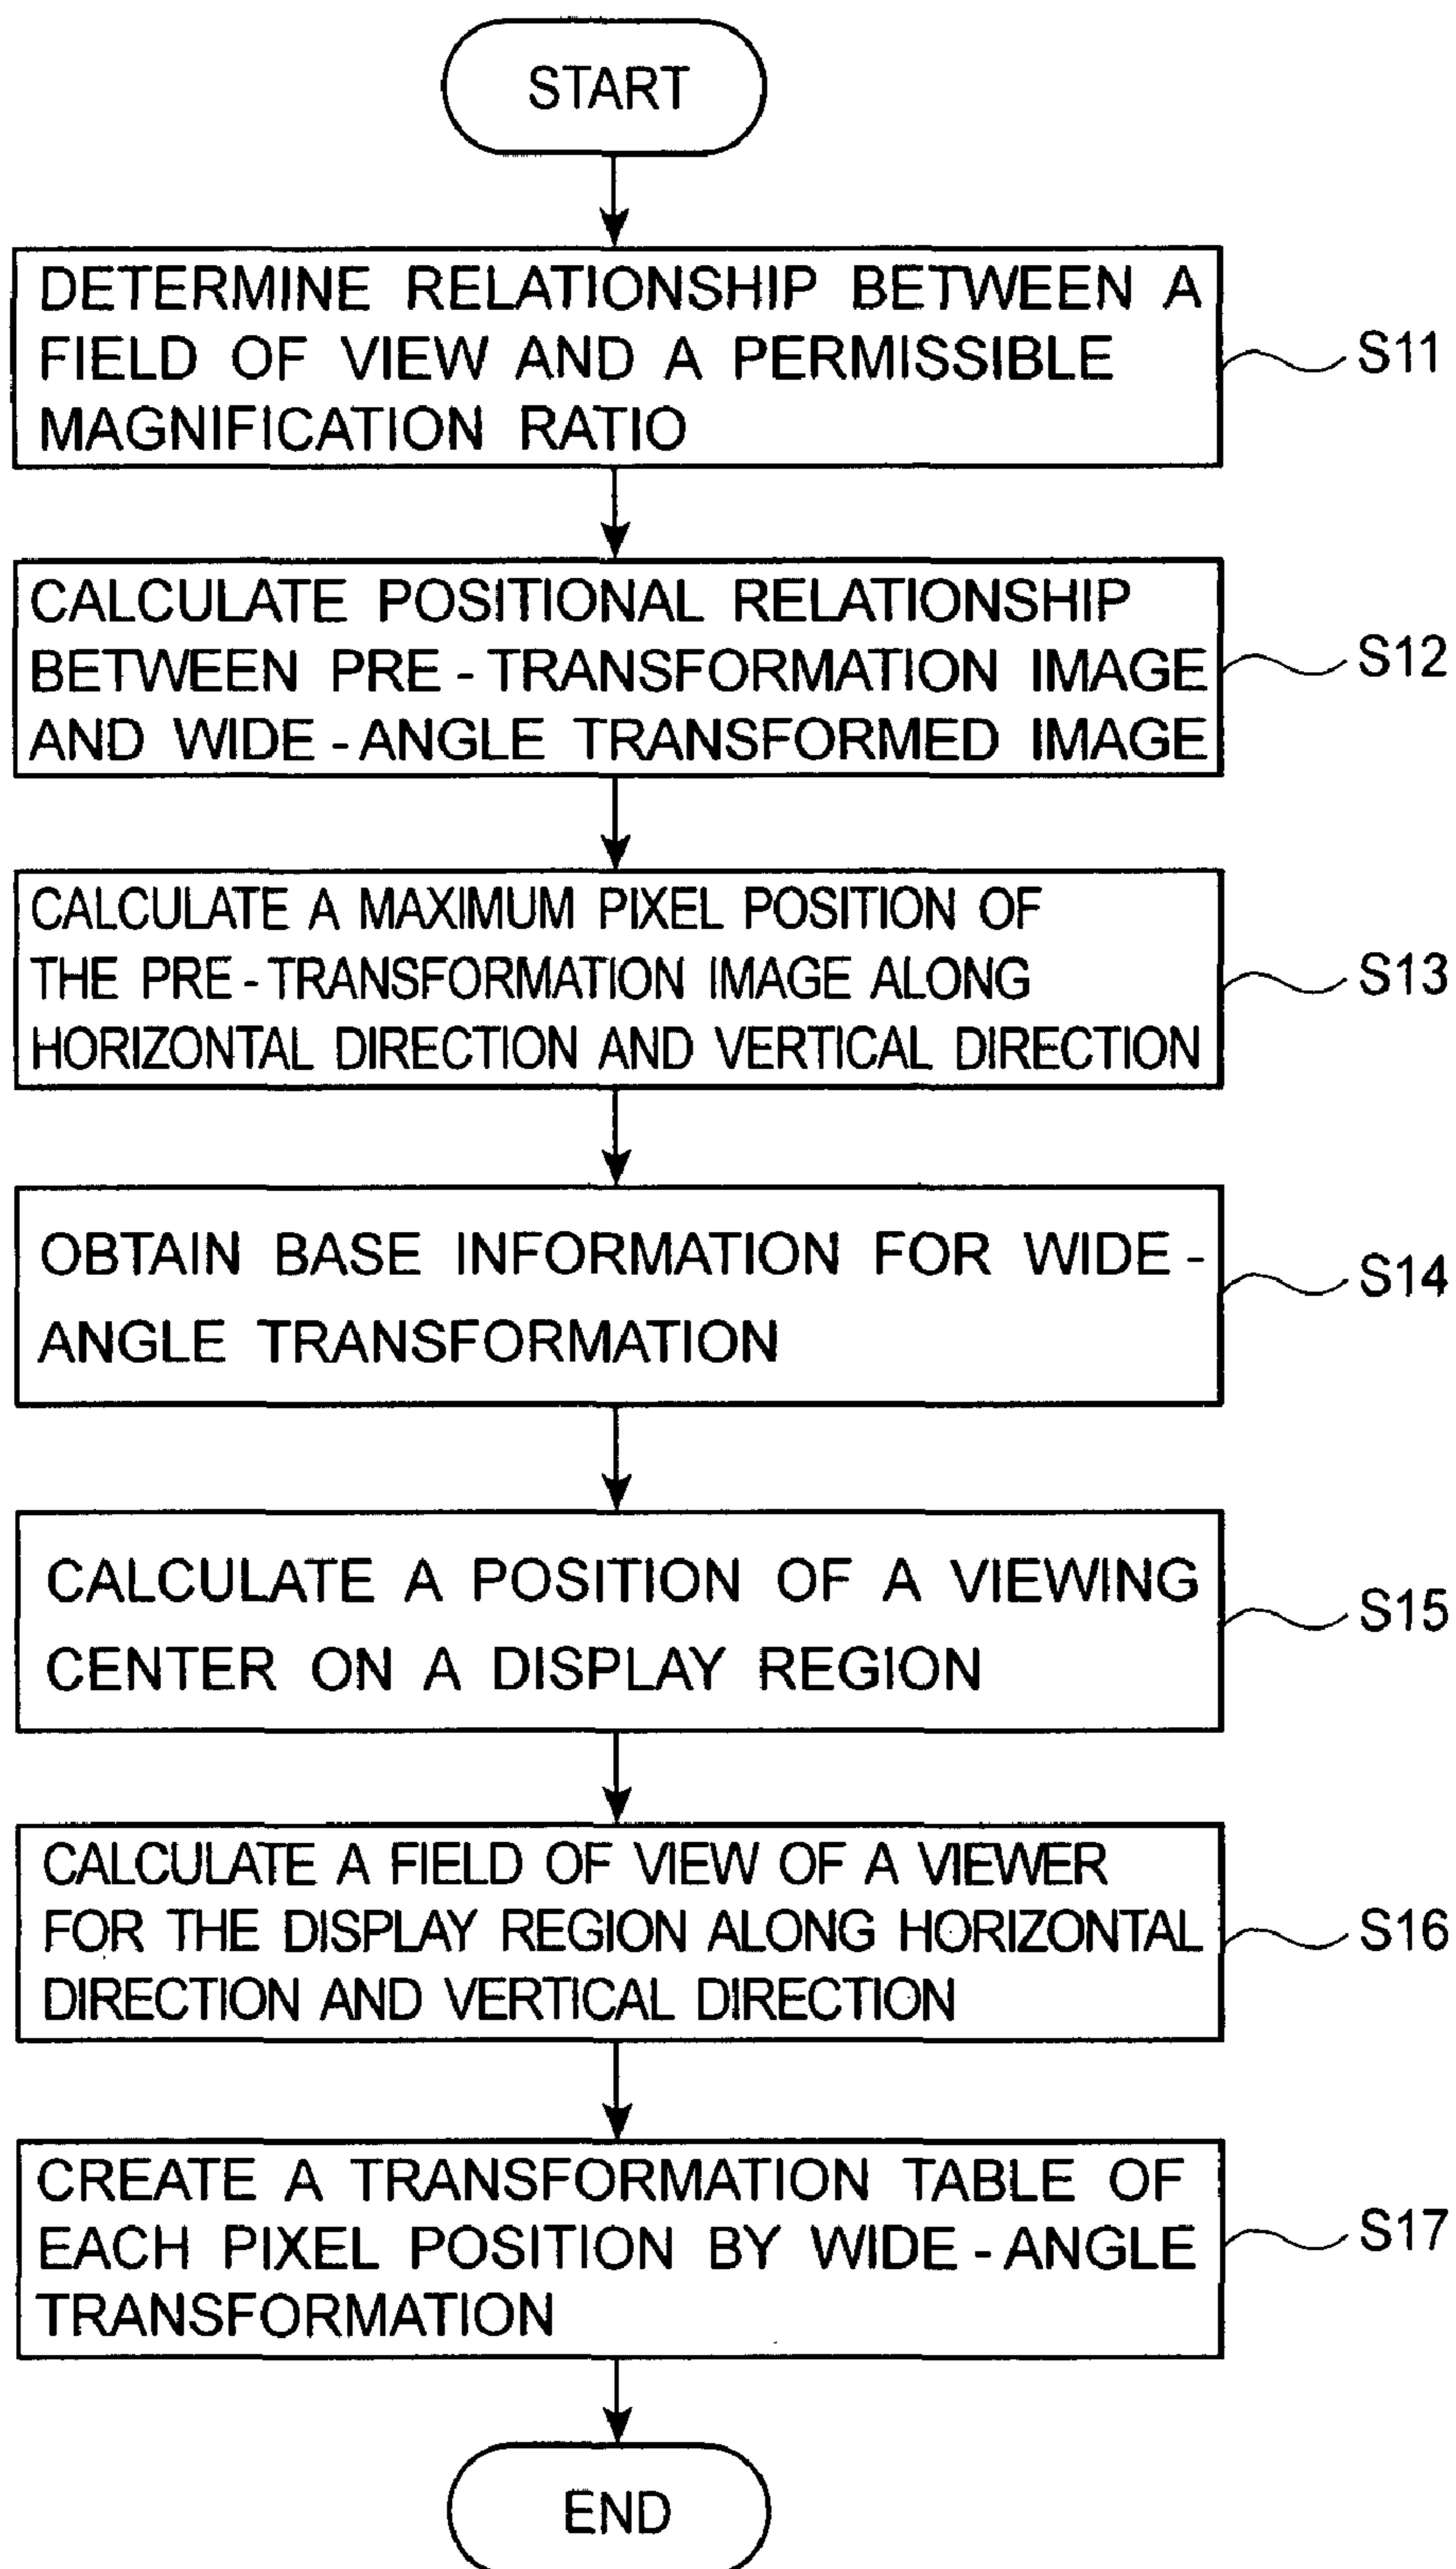 START
DETERMINE RELATIONSHIP BETWEEN A
FIELD OF VIEW AND A PERMISSIBLE
MAGNIFICATION RATIO
S11
CALCULATE POSITIONAL RELATIONSHIP
BETWEEN PRE-TRANSFORMATION IMAGE
AND WIDE-ANGLE TRANSFORMED IMAGE
S12
CALCULATE A MAXIMUM PIXEL POSITION OF
THE PRE-TRANSFORMATION IMAGE ALONG
HORIZONTAL DIRECTION AND VERTICAL DIRECTION
S13
OBTAIN BASE INFORMATION FOR WIDE-
ANGLE TRANSFORMATION
S14
CALCULATE A POSITION OF A VIEWING
CENTER ON A DISPLAY REGION
S15
CALCULATE A FIELD OF VIEW OF A VIEWER
FOR THE DISPLAY REGION ALONG HORIZONTAL
DIRECTION AND VERTICAL DIRECTION
S16
CREATE A TRANSFORMATION TABLE OF
EACH PIXEL POSITION BY WIDE-ANGLE
TRANSFORMATION
S17
END